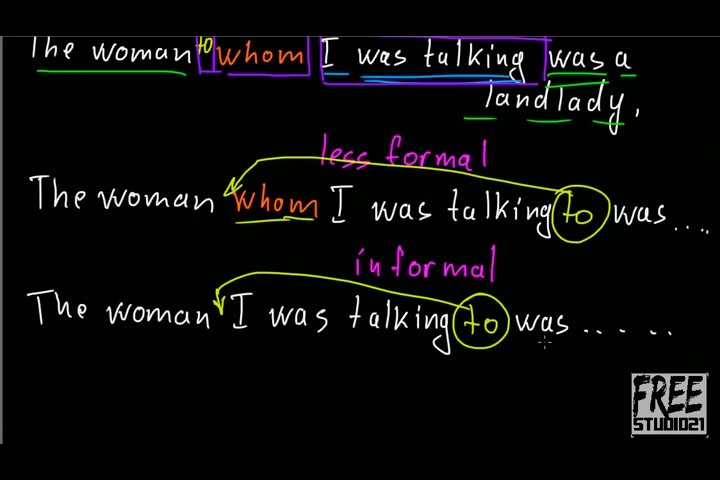 The woman to whom I was talking was a
landlady.
less formal
The woman whom I was talking to was....
informal
The woman I was talking to was......
FREE
STUDIO21